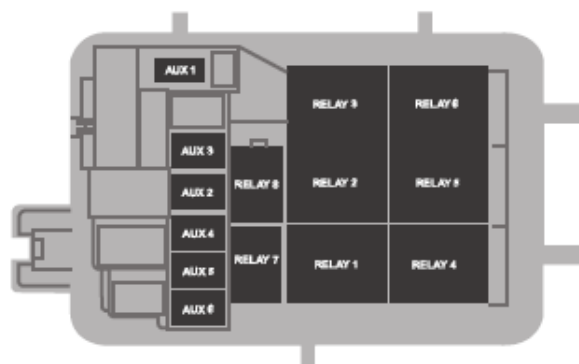 AUX 1
RELAY 3
RELAY 6
AUX 3
AUX 2
RELAY 8
RELAY 2
RELAY 5
AUX 4
AUX 5
RELAY 7
RELAY 1
RELAY 4
AUX 6